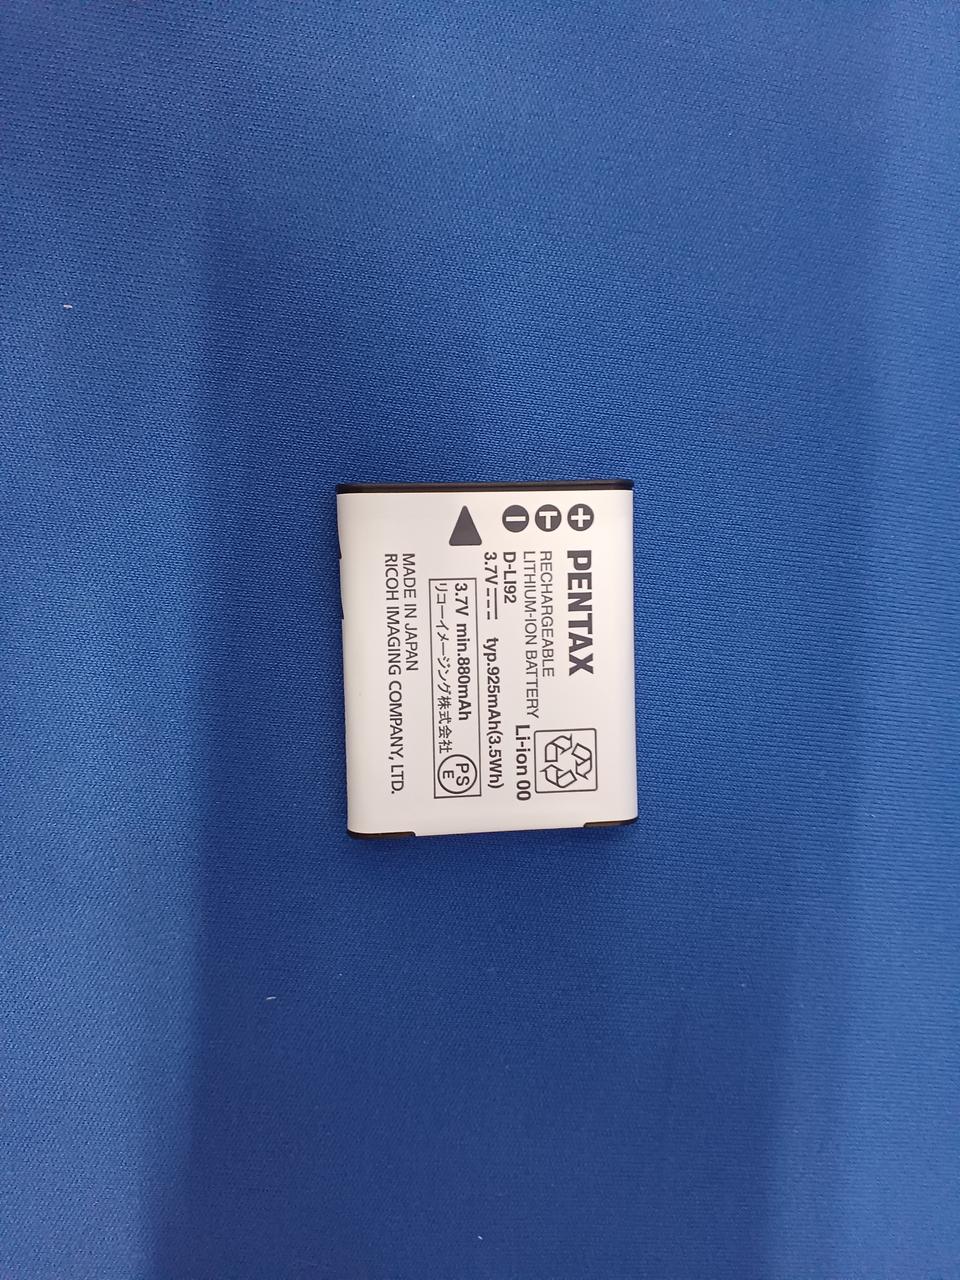 PENTAX
RECHARGEABLE
LITHIUM-ION BATTERY
Li-ion 00
D-LI92
3.7V⎓ typ.925mAh(3.5Wh)
3.7V min.880mAh
リコーイメージング株式会社
PS
E
MADE IN JAPAN
RICOH IMAGING COMPANY, LTD.
+
T
−